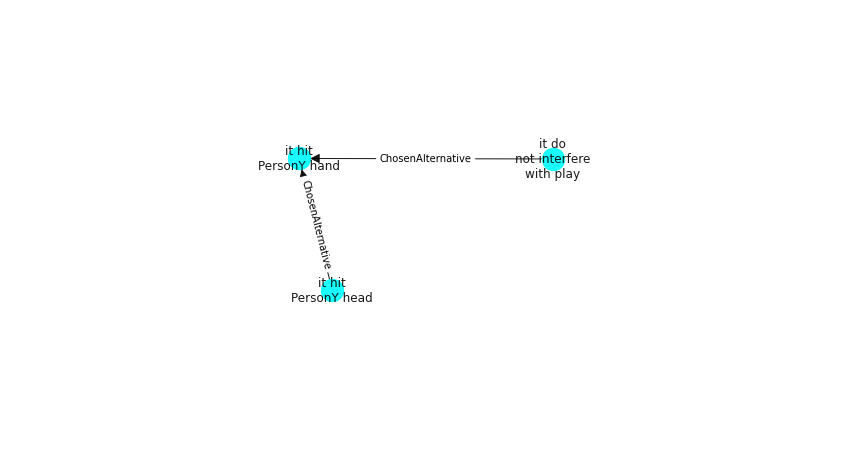 it do
not interfere
with play
it hit
PersonY hand
ChosenAlternative
ChosenAlternative
it hit
PersonY head